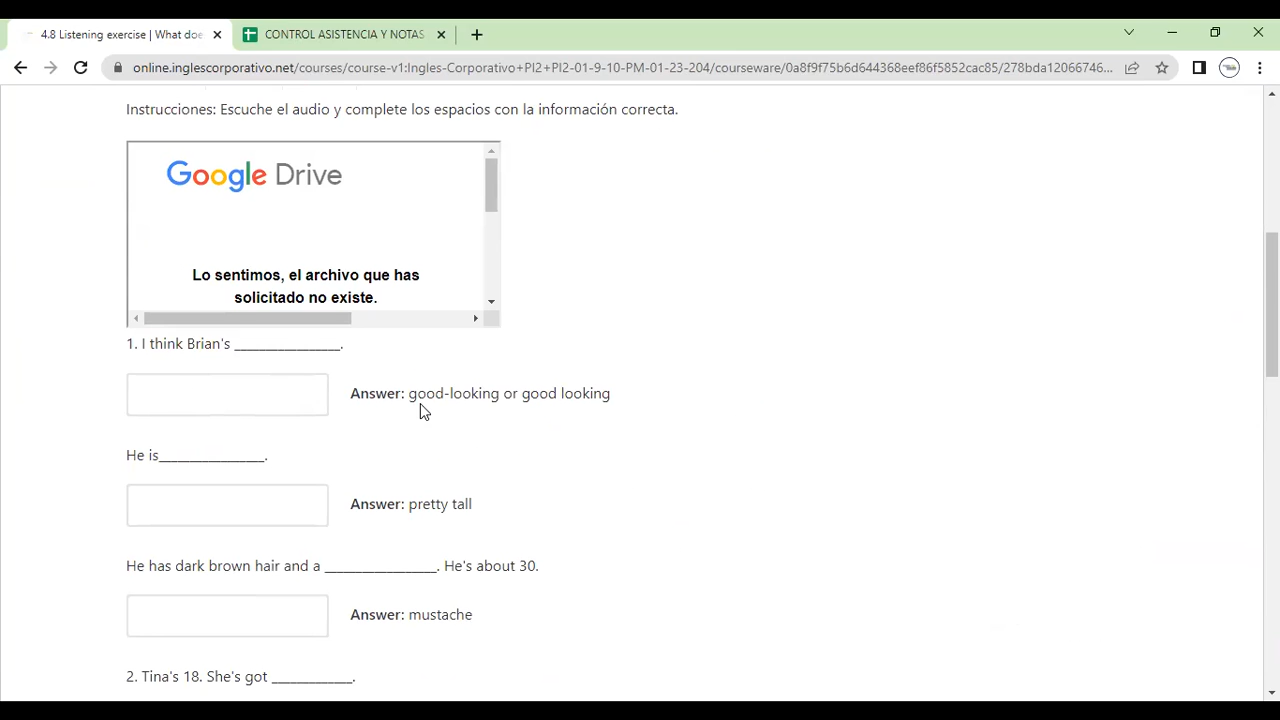 4.8 Listening exercise | What doe
CONTROL ASISTENCIA Y NOTAS
online.inglescorporativo.net/courses/course-v1:Ingles-Corporativo+PI2+PI2-01-9-10-PM-01-23-204/courseware/0a8f9f75b6d644368eef86f5852cac85/278bda12066746...
Instrucciones: Escuche el audio y complete los espacios con la información correcta.
Google Drive
Lo sentimos, el archivo que has
solicitado no existe.
1. I think Brian's ________________.
Answer: good-looking or good looking
He is________________.
Answer: pretty tall
He has dark brown hair and a _________________. He's about 30.
Answer: mustache
2. Tina's 18. She's got ____________.